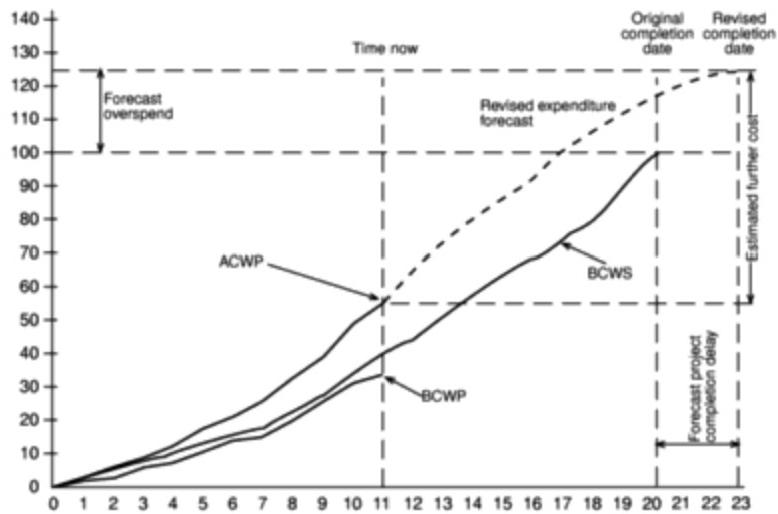 140
130
120
110
100
90
80
70
60
50
40
30
20
10
0
Time now
Original
completion
date
Revised
completion
date
Forecast
overspend
Revised expenditure
forecast
Estimated further cost
ACWP
BCWS
BCWP
Forecast project
completion delay
0 1 2 3 4 5 6 7 8 9 10 11 12 13 14 15 16 17 18 19 20 21 22 23